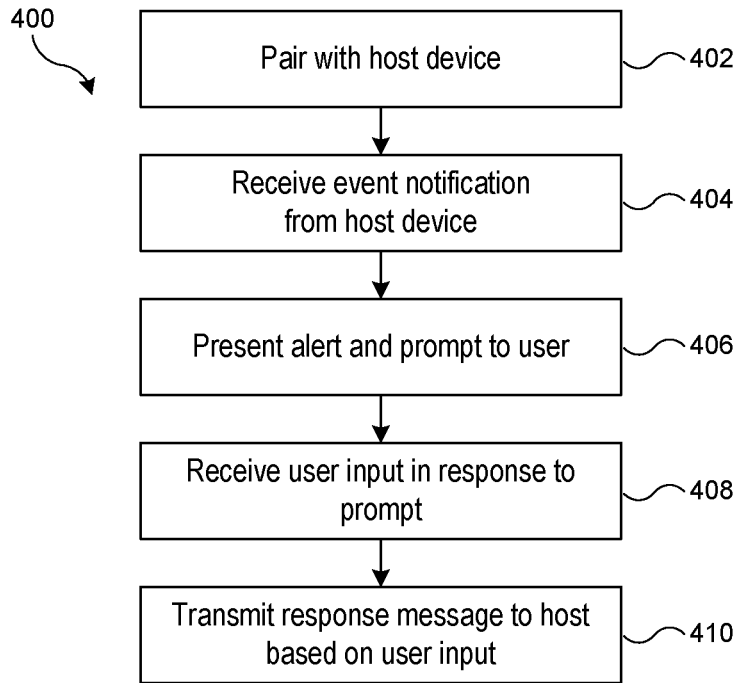 400
Pair with host device
402
Receive event notification
from host device
404
Present alert and prompt to user
406
Receive user input in response to
prompt
408
Transmit response message to host
based on user input
410